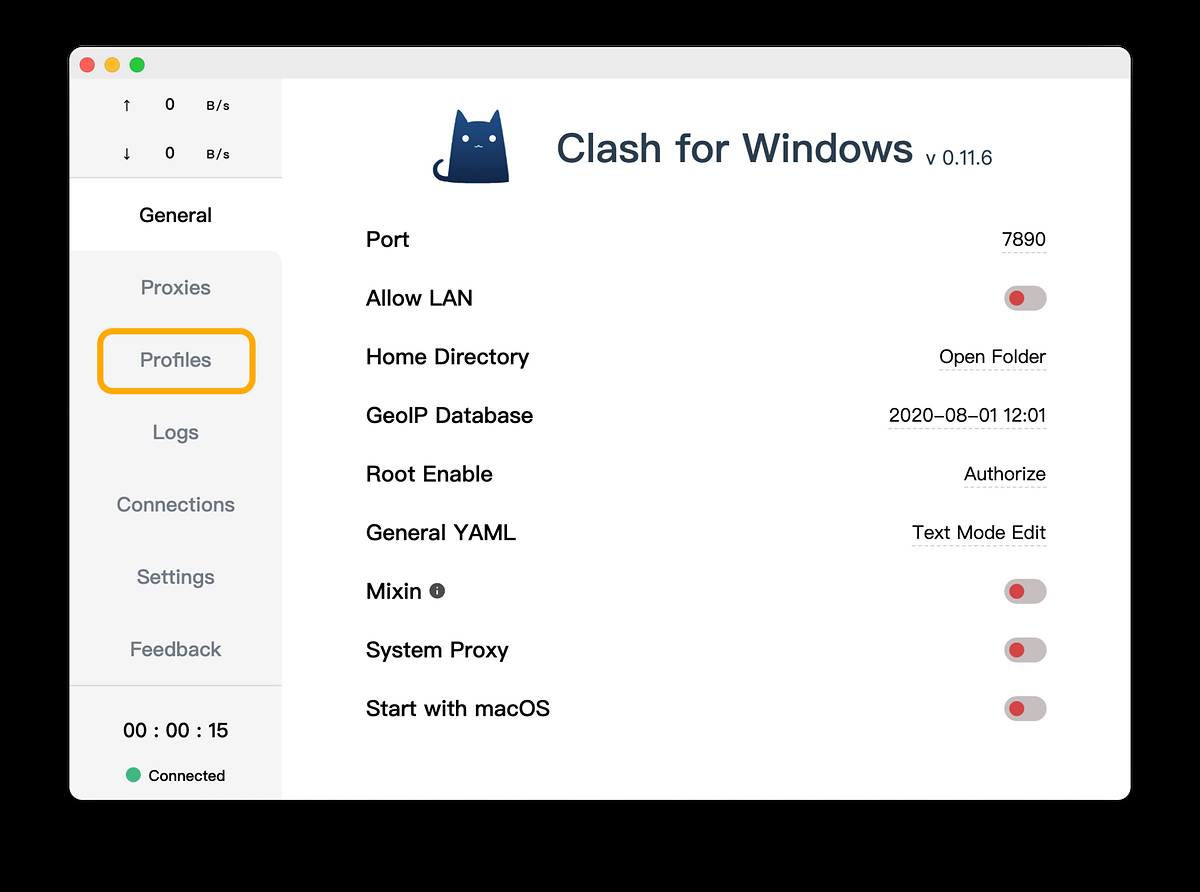 ↑ 0 B/s
↓ 0 B/s
General
Proxies
Profiles
Logs
Connections
Settings
Feedback
00 : 00 : 15
Connected
Clash for Windows v 0.11.6
Port 7890
Allow LAN
Home Directory Open Folder
GeoIP Database 2020-08-01 12:01
Root Enable Authorize
General YAML Text Mode Edit
Mixin
System Proxy
Start with macOS